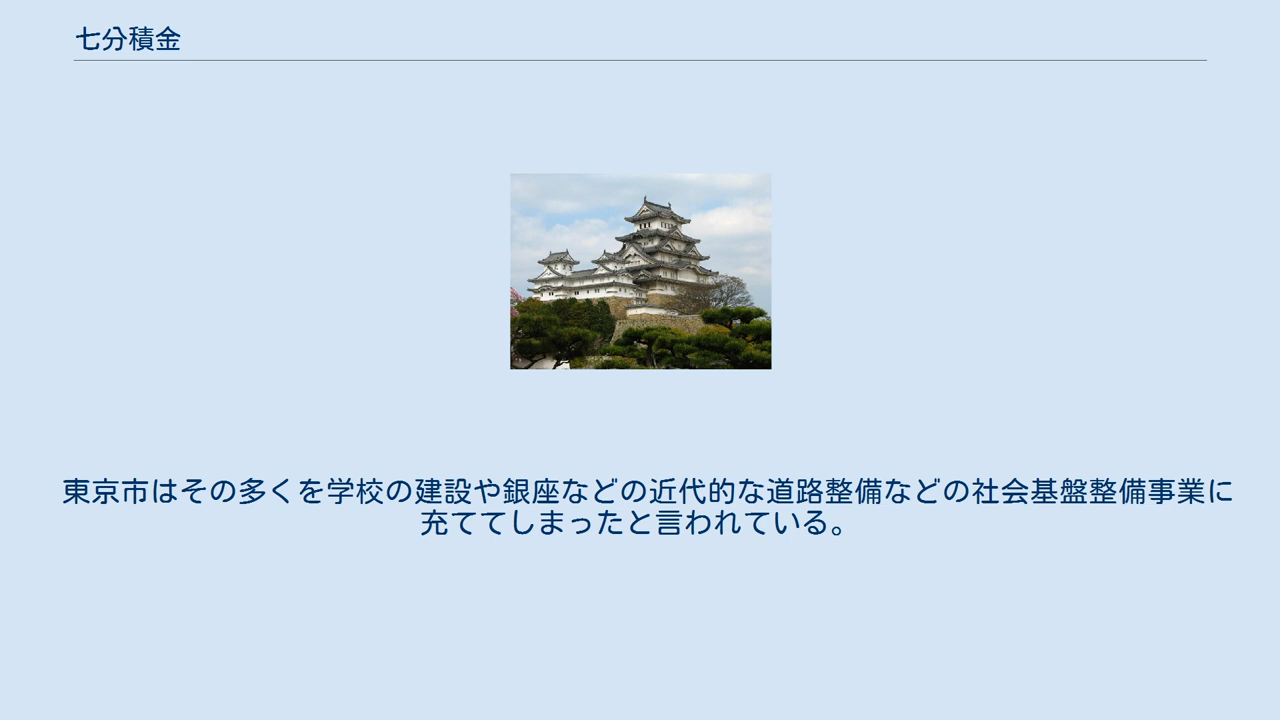 七分積金
東京市はその多くを学校の建設や銀座などの近代的な道路整備などの社会基盤整備事業に
充ててしまったと言われている。